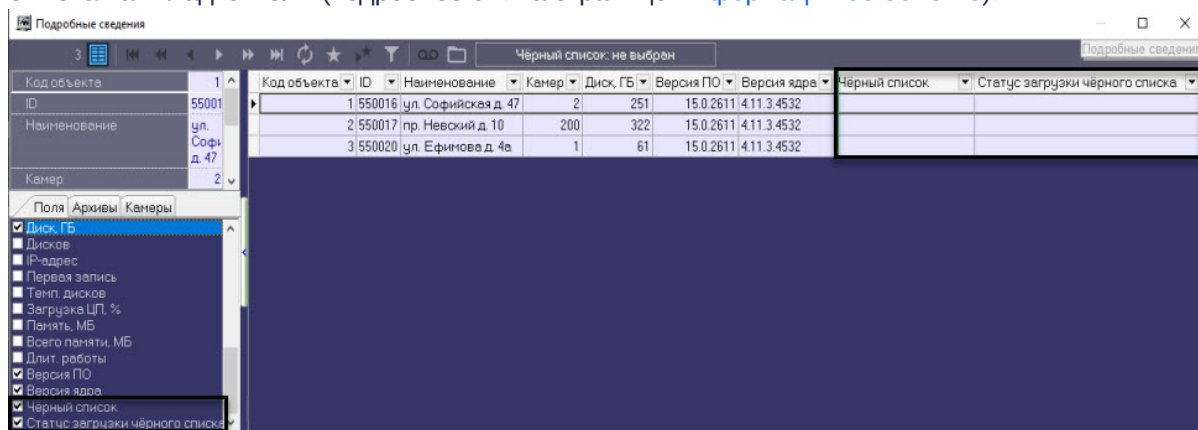 Подробные сведения
3
Чёрный список: не выбран
Подробные сведения
Код объекта 1
ID 55001
Наименование ул.
Софи
д. 47
Камер 2
Код объекта ID Наименование Камер Диск, ГБ Версия ПО Версия ядра Чёрный список Статус загрузки чёрного списка
1 550016 ул. Софийская д. 47 2 251 15.0.2611 4.11.3.4532
2 550017 пр. Невский д. 10 200 322 15.0.2611 4.11.3.4532
3 550020 ул. Ефимова д. 4а 1 61 15.0.2611 4.11.3.4532
Поля Архивы Камеры
Диск, ГБ
Дисков
IP-адрес
Первая запись
Темп. дисков
Загрузка ЦП, %
Память, МБ
Всего памяти, МБ
Длит. работы
Версия ПО
Версия ядра
Чёрный список
Статус загрузки чёрного списка